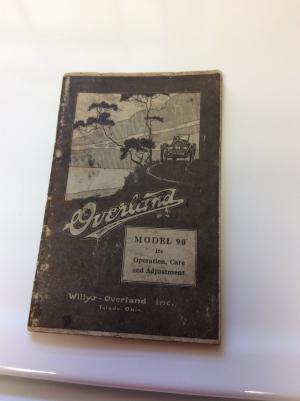 Overland
MODEL 90
its
Operation, Care
and Adjustment
Willys-Overland Inc.
Toledo, Ohio.